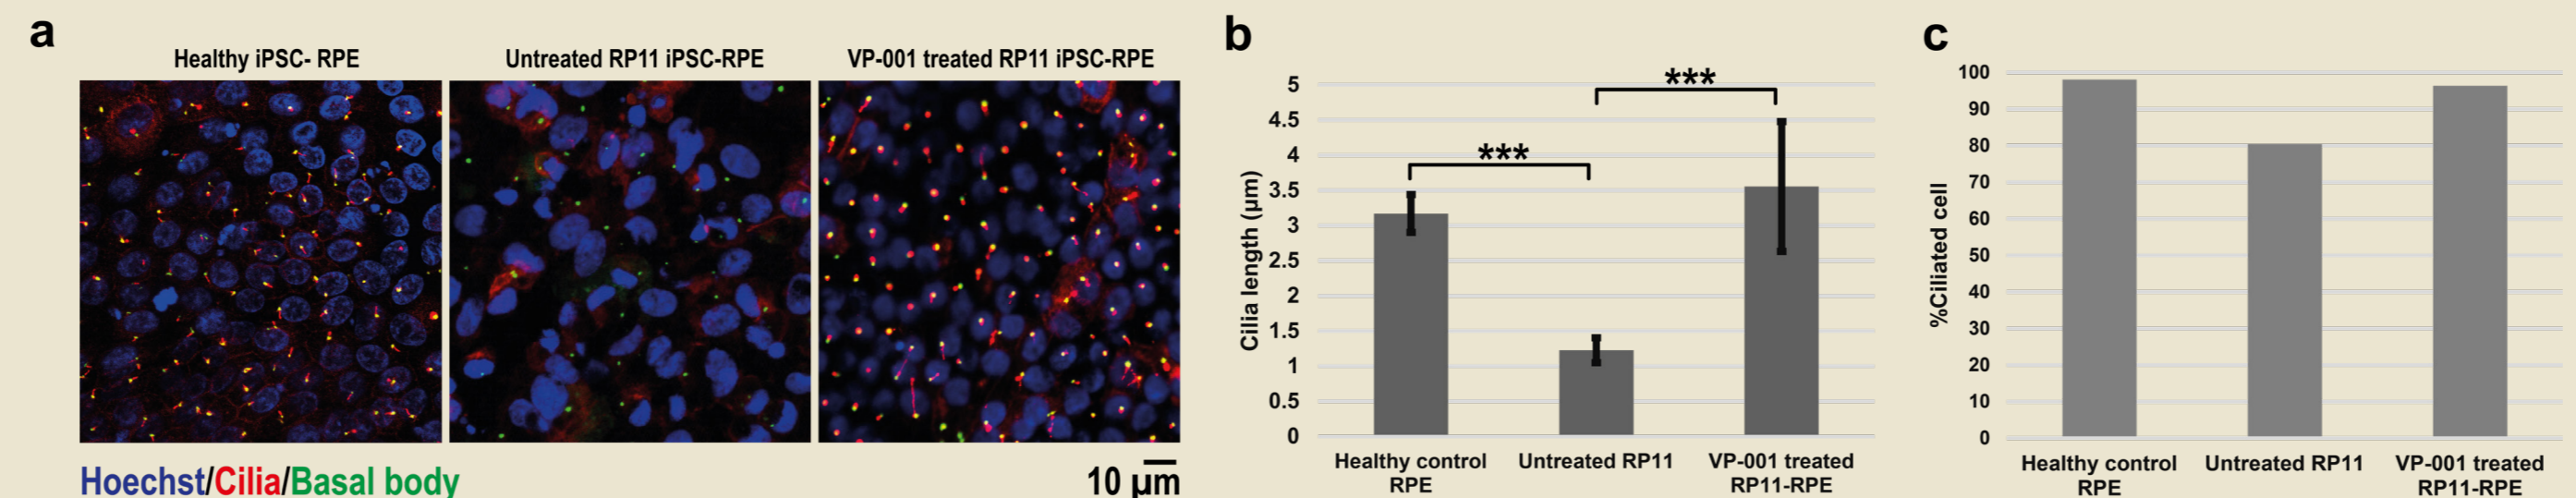 a
Healthy iPSC- RPE
Untreated RP11 iPSC-RPE
VP-001 treated RP11 iPSC-RPE
Hoechst/Cilia/Basal body
10 µm
b
Cilia length (µm)
5
4.5
4
3.5
3
2.5
2
1.5
1
0.5
0
***
***
Healthy control
RPE
Untreated RP11
VP-001 treated
RP11-RPE
c
%Ciliated cell
100
90
80
70
60
50
40
30
20
10
0
Healthy control
RPE
Untreated RP11
VP-001 treated
RP11-RPE